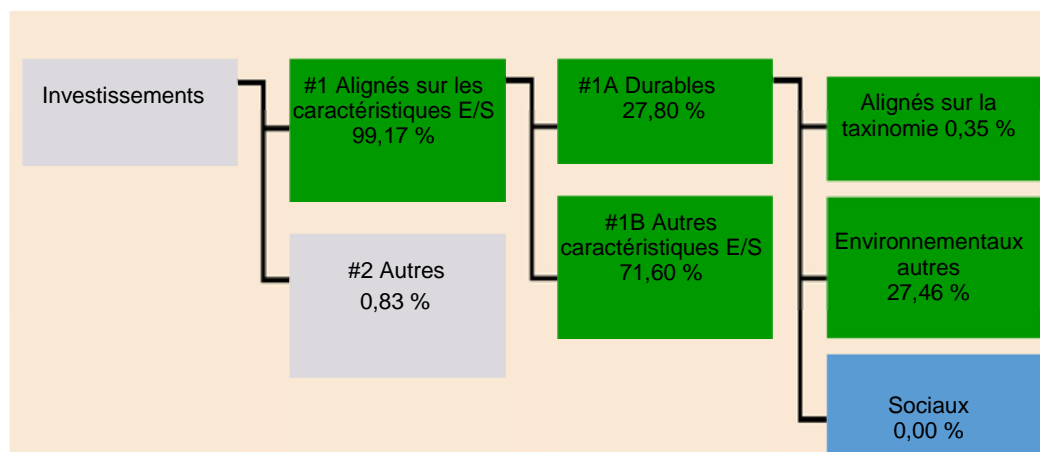 Investissements
#1 Alignés sur les
caractéristiques E/S
99,17 %
#2 Autres
0,83 %
#1A Durables
27,80 %
#1B Autres
caractéristiques E/S
71,60 %
Alignés sur la
taxinomie 0,35 %
Environnementaux
autres
27,46 %
Sociaux
0,00 %